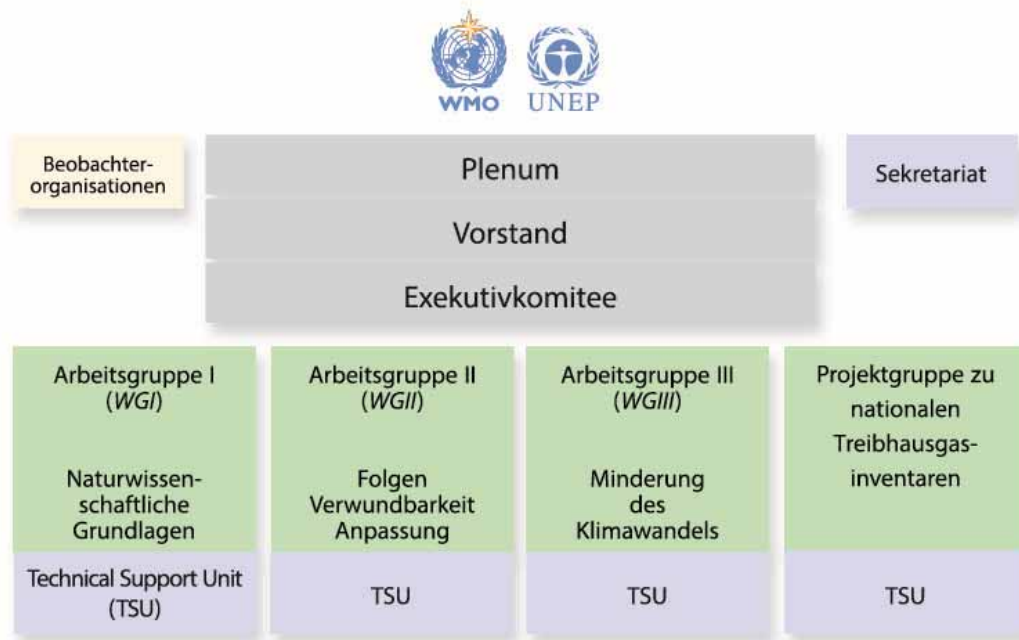 WMO
UNEP
Beobachter-
organisationen
Plenum
Sekretariat
Vorstand
Exekutivkomitee
Arbeitsgruppe I
(WGI)
Naturwissen-
schaftliche
Grundlagen
Technical Support Unit
(TSU)
Arbeitsgruppe II
(WGII)
Folgen
Verwundbarkeit
Anpassung
TSU
Arbeitsgruppe III
(WGIII)
Minderung
des
Klimawandels
TSU
Projektgruppe zu
nationalen
Treibhausgas-
inventaren
TSU